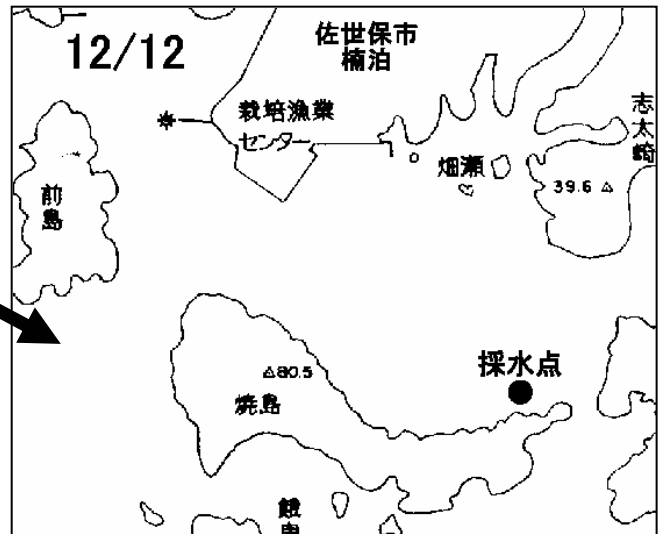 12/12
佐世保市
楠泊
栽培漁業
センター
志太崎
畑瀬
39.6
前島
採水点
80.5
焼島
餓